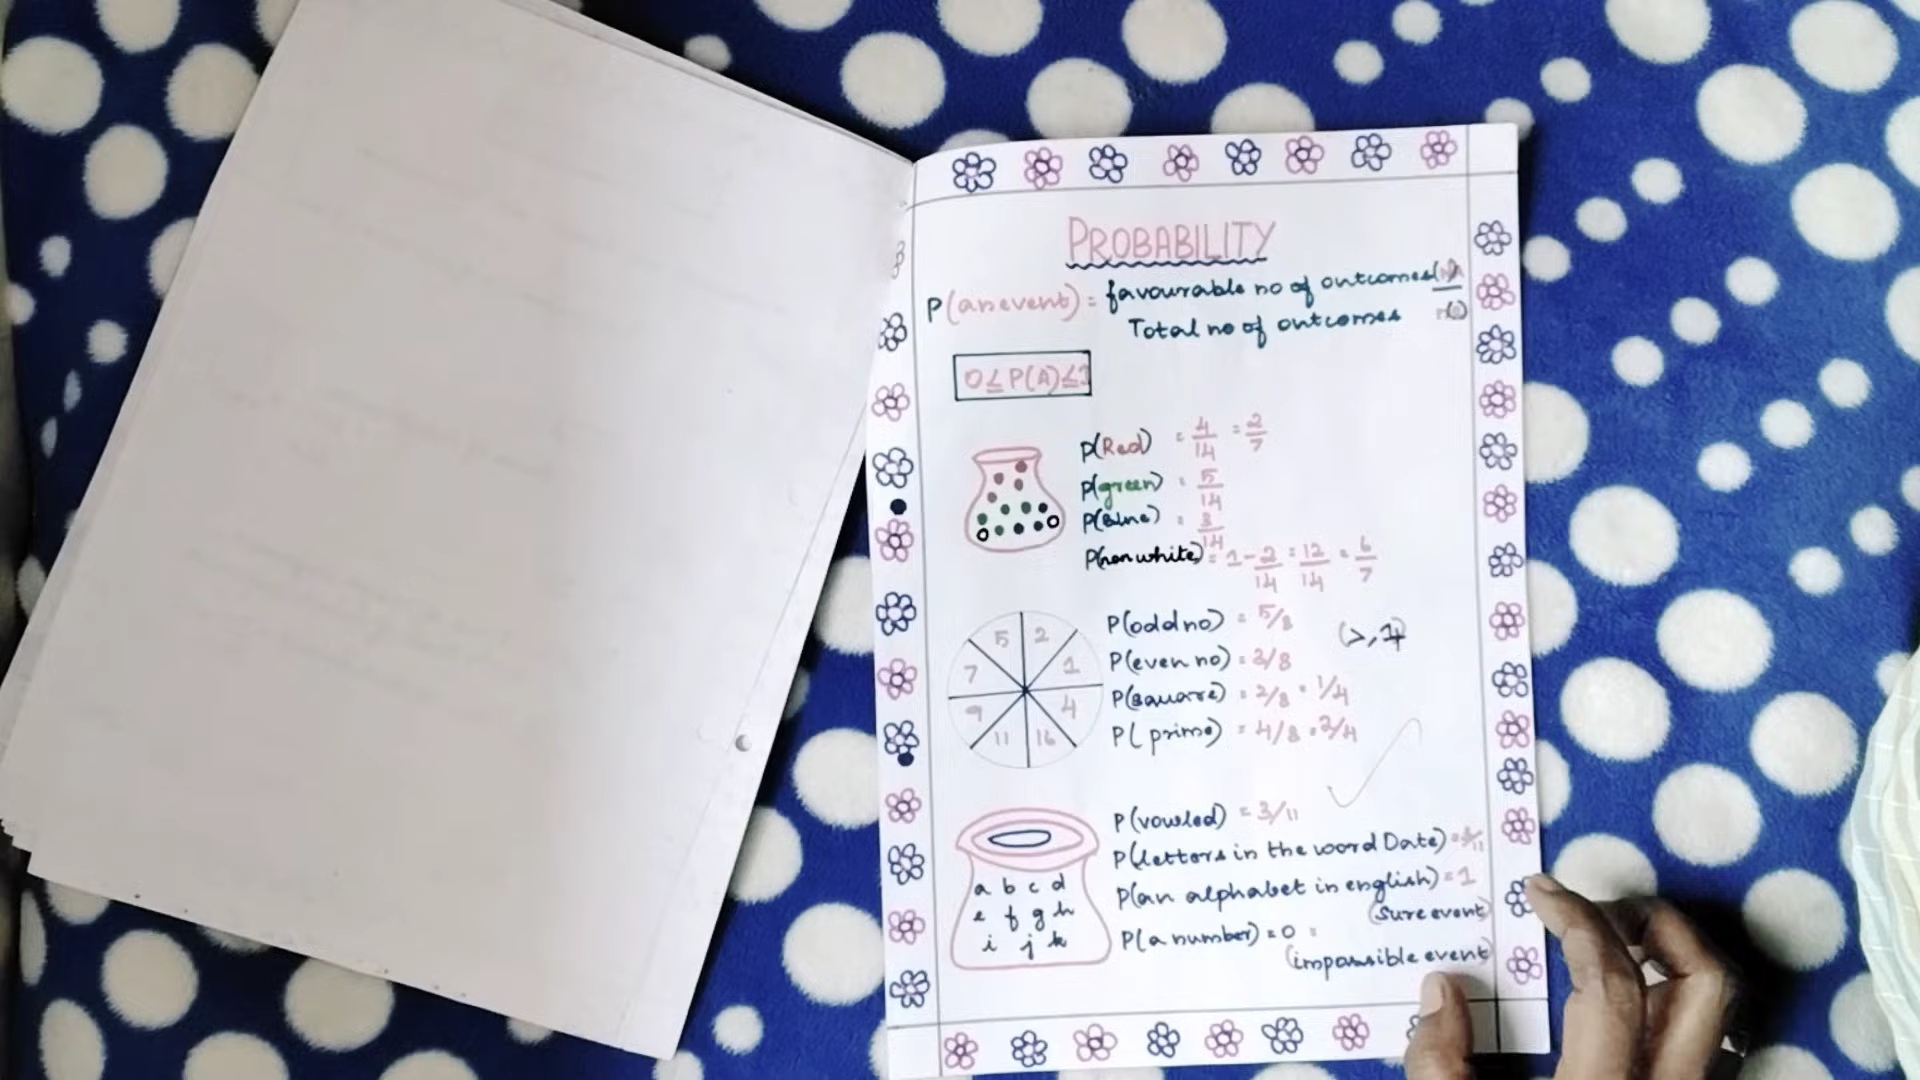 PROBABILITY
P(an event) = favourable no of outcomes
Total no of outcomes
0≤P(A)≤1
P(Red) = 4/14 = 2/7
P(green) = 5/14
P(Blue) = 3/14
P(non white) = 1 - 2/14 = 12/14 = 6/7
5 2
7 1
9 4
11 16
P(odd no) = 5/8
P(even no) = 3/8
P(square) = 2/8 = 1/4
P(prime) = 4/8 = 2/4
a b c d
e f g h
i j k
P(voweled) = 3/11
P(letters in the word Date) =
P(an alphabet in english) = 1
(Sure event)
P(a number) = 0 =
(impossible event)